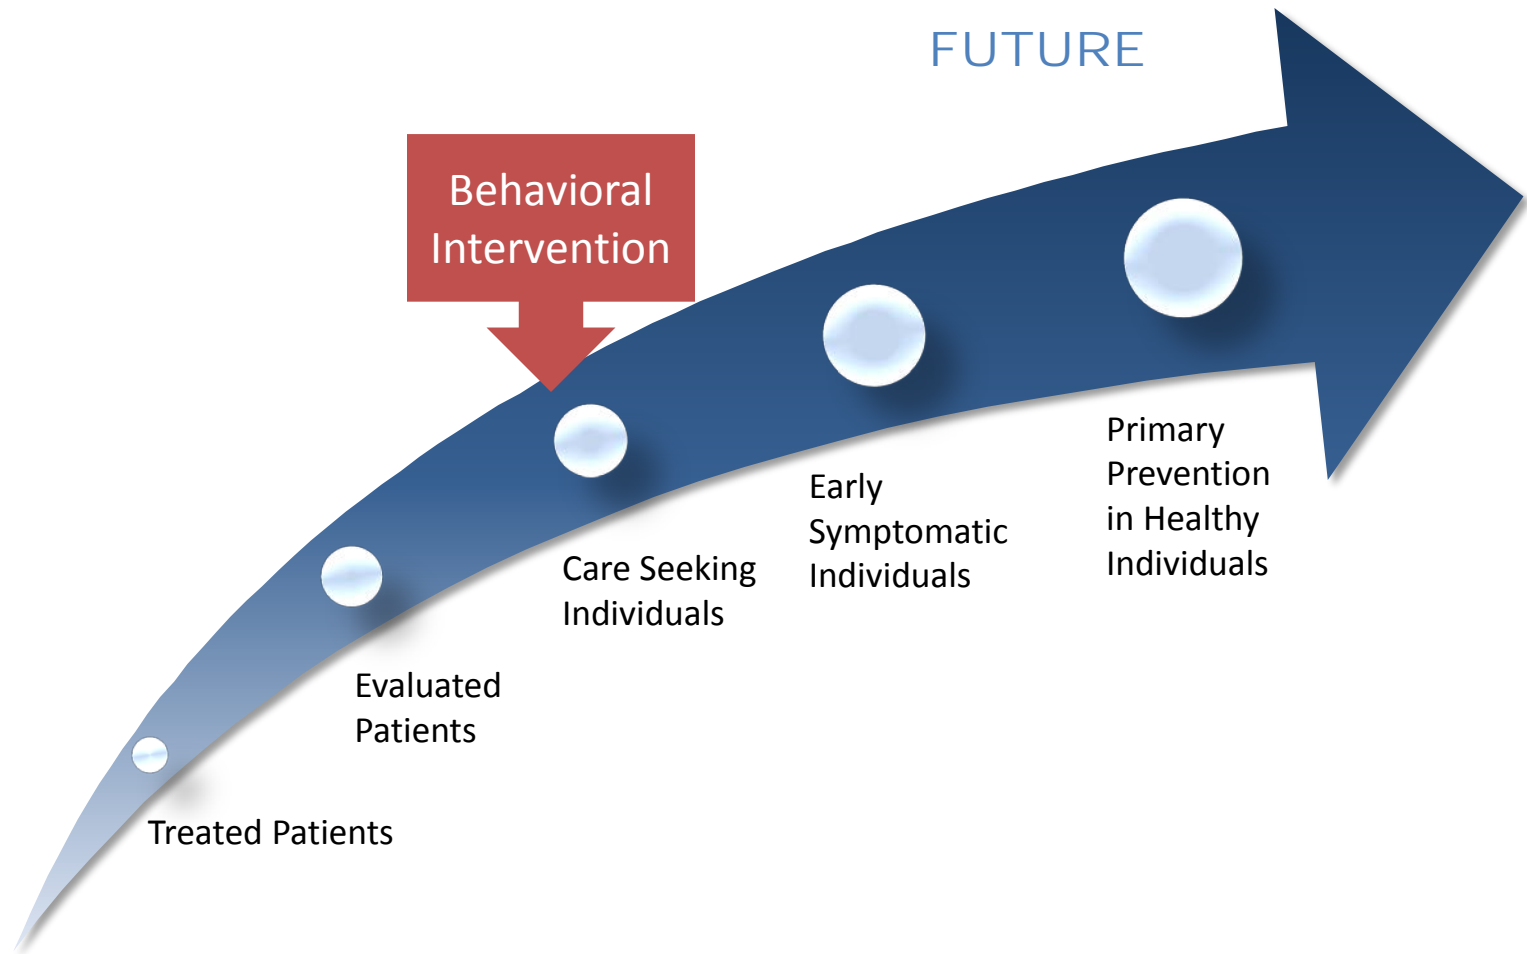 FUTURE
Behavioral
Intervention
Primary
Prevention
in Healthy
Individuals
Early
Symptomatic
Individuals
Care Seeking
Individuals
Evaluated
Patients
Treated Patients